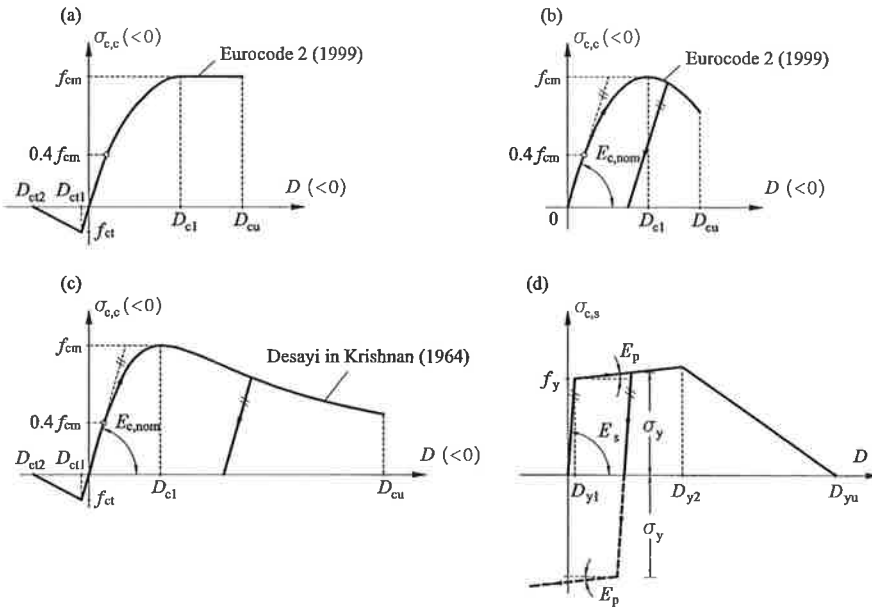 (a)
σc,c (<0)
Eurocode 2 (1999)
fcm
0.4 fcm
Dct2
Dct1
D (<0)
fct
Dc1
Dcu
(b)
σc,c (<0)
Eurocode 2 (1999)
fcm
0.4 fcm
Ec,nom
D (<0)
0
Dc1
Dcu
(c)
σc,c (<0)
fcm
Desayi in Krishnan (1964)
0.4 fcm
Ec,nom
Dct2
Dct1
D (<0)
fct
Dc1
Dcu
(d)
σc,s
Ep
fy
Es
σy
D
Dy1
Dy2
Dyu
σy
Ep